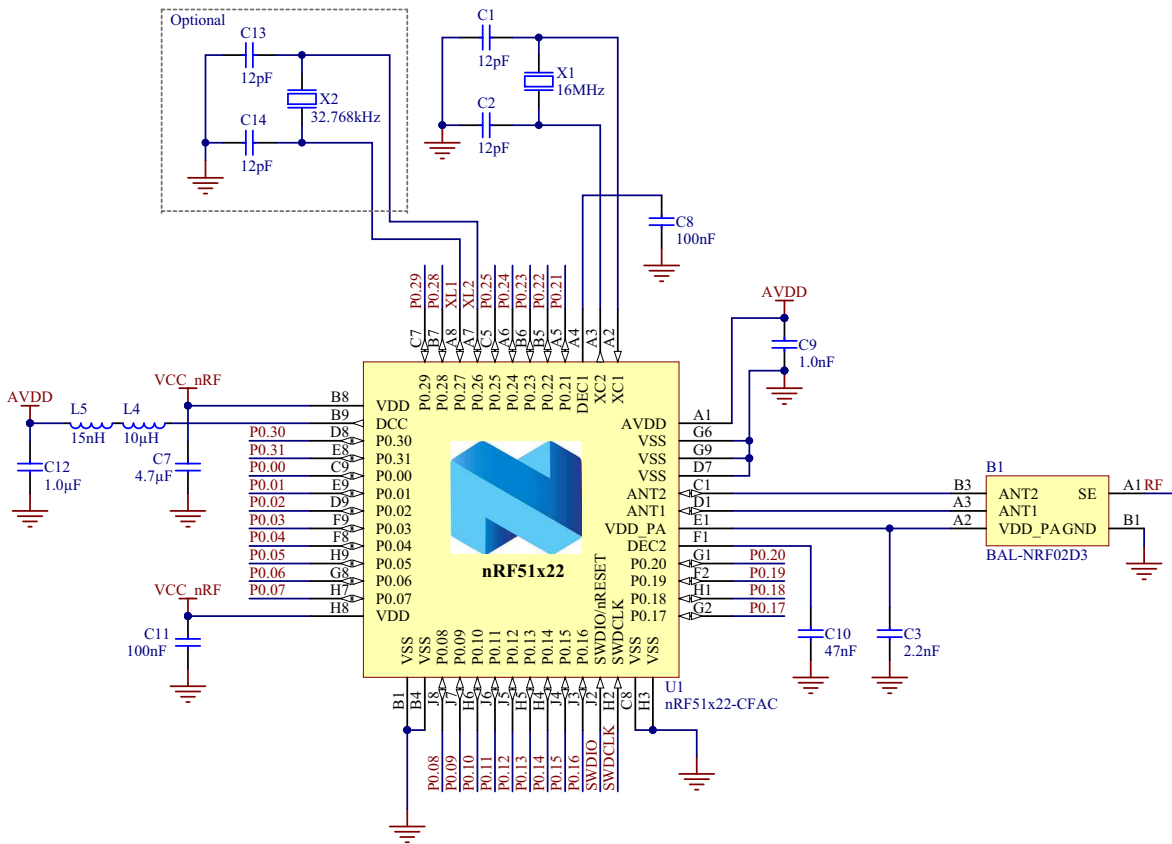 Optional
C13
12pF
X2
32.768kHz
C14
12pF
C1
12pF
X1
16MHz
C2
12pF
C8
100nF
P0.29
P0.28
XL1
XL2
P0.25
P0.24
P0.23
P0.22
P0.21
C7
B7
A8
A7
C5
A6
B6
B5
A5
A4
A3
A2
P0.29
P0.28
P0.27
P0.26
P0.25
P0.24
P0.23
P0.22
P0.21
DEC1
XC2
XC1
AVDD
C9
1.0nF
VCC_nRF
AVDD
L5
15nH
L4
10µH
C12
1.0µF
C7
4.7µF
B8
VDD
B9
DCC
P0.30
D8
P0.30
P0.31
E8
P0.31
P0.00
C9
P0.00
P0.01
E9
P0.01
P0.02
D9
P0.02
P0.03
F9
P0.03
P0.04
F8
P0.04
P0.05
H9
P0.05
P0.06
G8
P0.06
P0.07
H7
P0.07
H8
VDD
VCC_nRF
C11
100nF
nRF51x22
AVDD
A1
VSS
G6
VSS
G9
VSS
D7
ANT2
C1
ANT1
D1
VDD_PA
E1
DEC2
F1
P0.20
G1
P0.20
P0.19
F2
P0.19
P0.18
H1
P0.18
P0.17
G2
P0.17
B1
B3
ANT2
SE
A1
RF
A3
ANT1
A2
VDD_PA
GND
B1
BAL-NRF02D3
C10
47nF
C3
2.2nF
VSS
VSS
P0.08
P0.09
P0.10
P0.11
P0.12
P0.13
P0.14
P0.15
P0.16
SWDIO/nRESET
SWDCLK
VSS
VSS
U1
nRF51x22-CFAC
B1
B4
J8
J7
H6
J6
J5
H5
H4
J4
J3
J2
H2
C8
H3
P0.08
P0.09
P0.10
P0.11
P0.12
P0.13
P0.14
P0.15
P0.16
SWDIO
SWDCLK